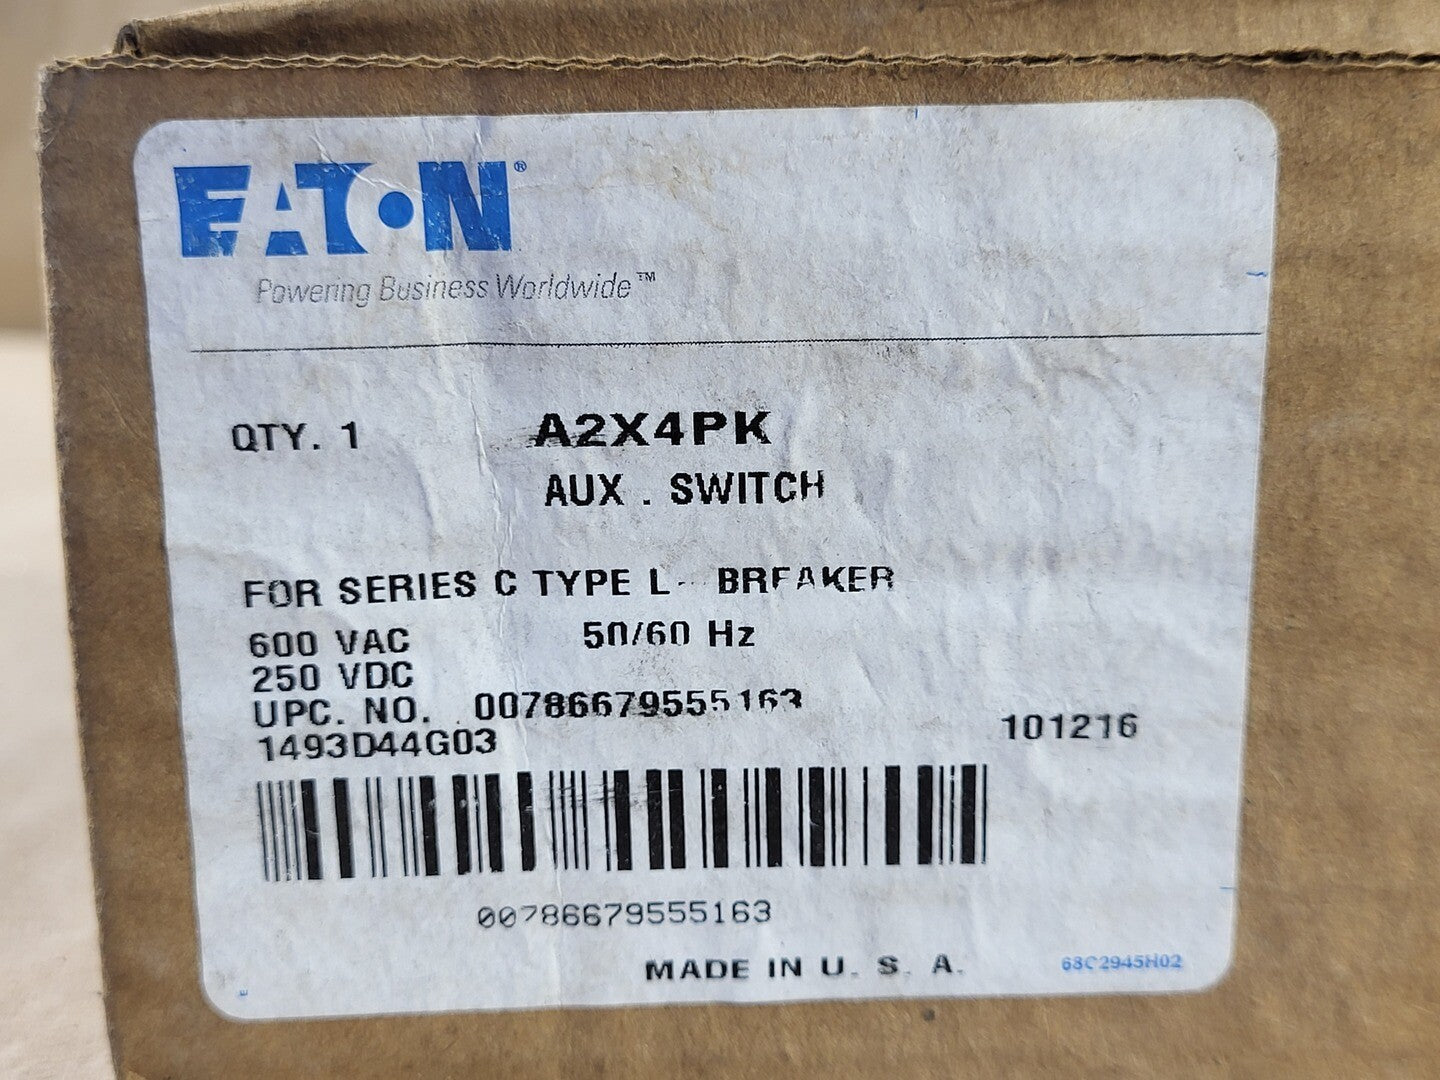 EATON®
Powering Business Worldwide™
QTY. 1 A2X4PK
AUX . SWITCH
FOR SERIES C TYPE L- BREAKER
600 VAC 50/60 Hz
250 VDC
UPC. NO. 00786679555163
1493D44G03 101216
00786679555163
MADE IN U. S. A.
68C2945H02
E